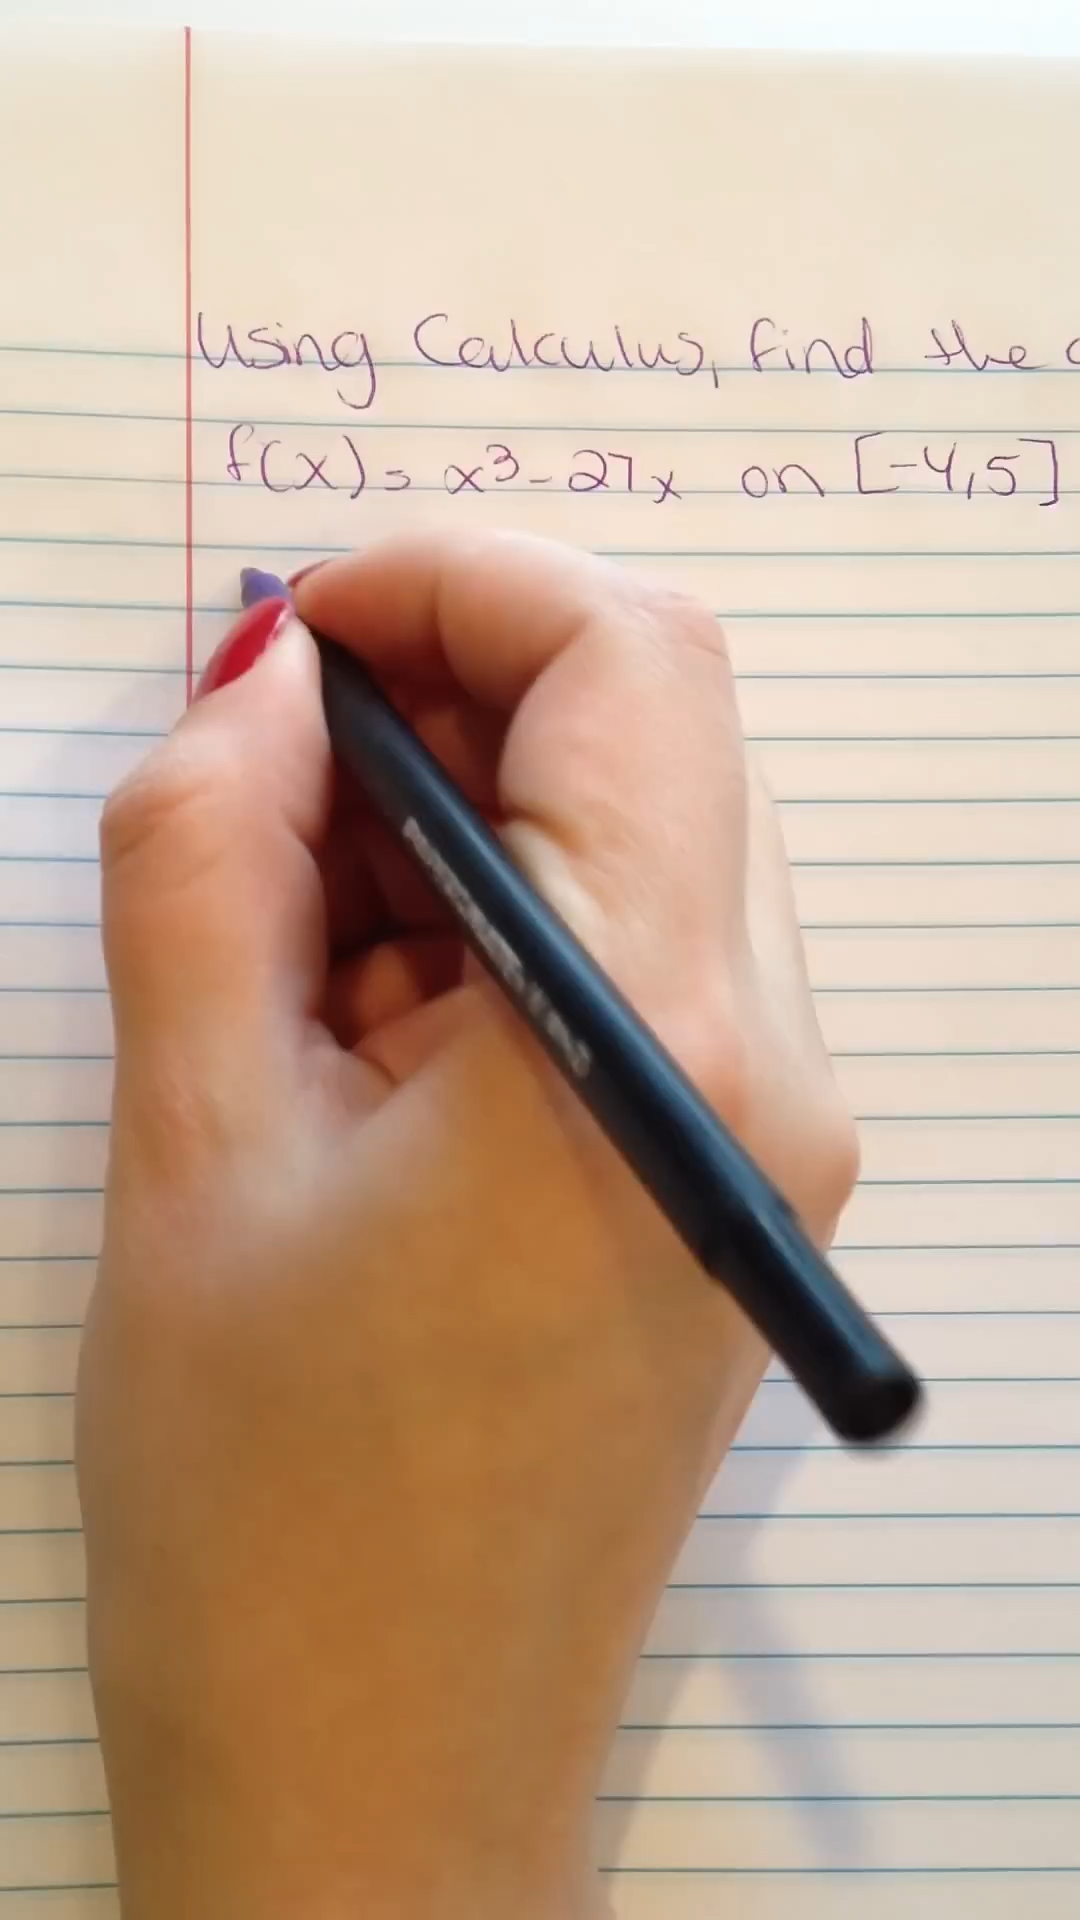 Using Calculus, find the
f(x) = x³ - 27x on [-4,5]